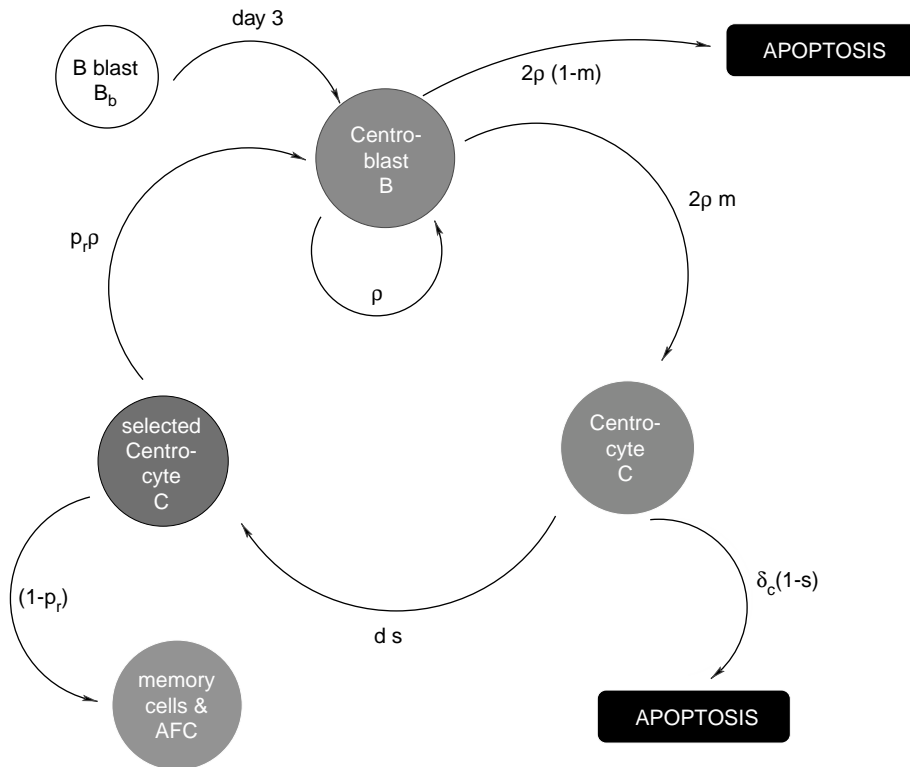 day 3
B blast
B_b
2ρ (1-m)
APOPTOSIS
Centro-
blast
B
2ρ m
p_rρ
ρ
selected
Centro-
cyte
C
Centro-
cyte
C
(1-p_r)
d s
δ_c(1-s)
memory
cells &
AFC
APOPTOSIS